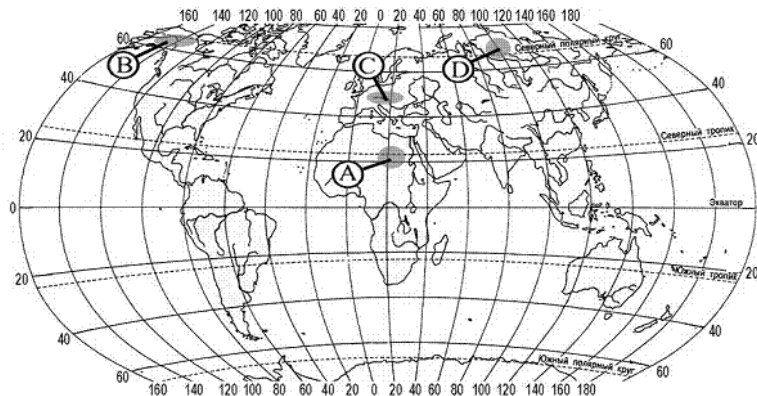 160 140 120 100 80 60 40 20 0 20 40 60 80 100 120 140 160 180
60 Северный полярный круг 60
B C D
40 40
20 Северный тропик 20
A
0 Экватор 0
20 Южный тропик 20
40 40
60 Южный полярный круг 60
160 140 120 100 80 60 40 20 0 20 40 60 80 100 120 140 160 180